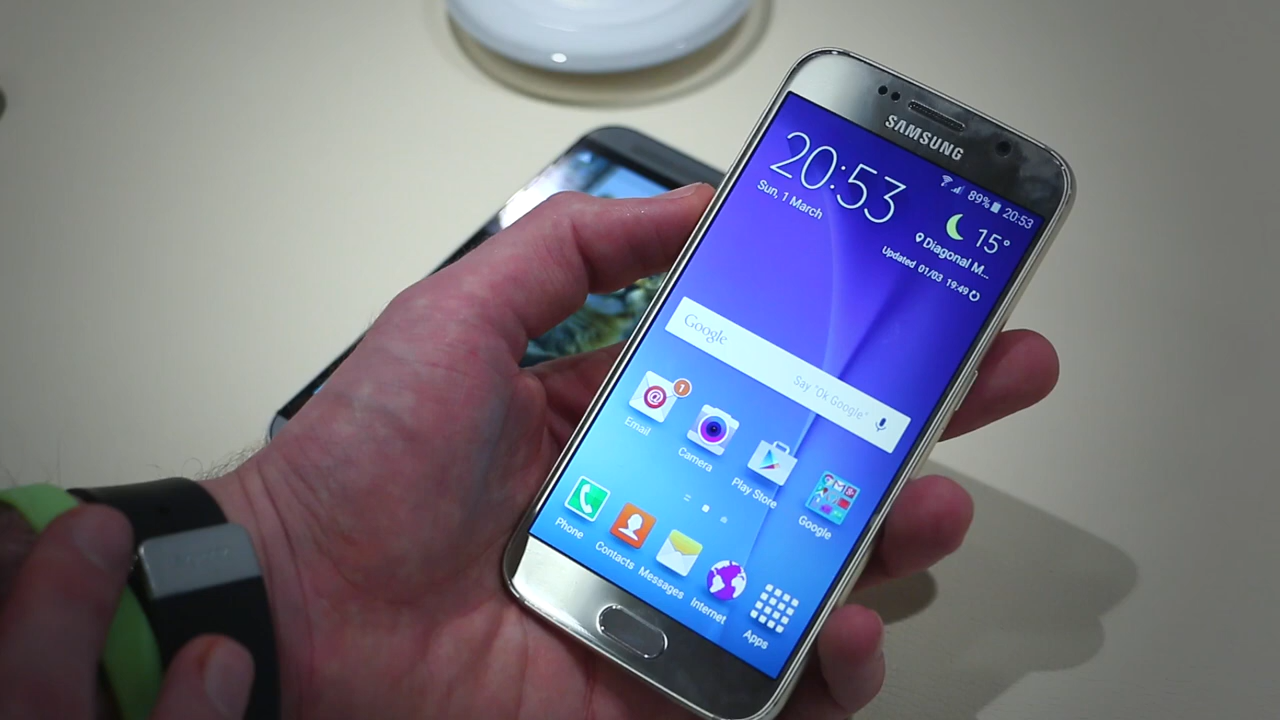 SAMSUNG
89% 20:53
20:53
Sun, 1 March
15°
Diagonal M...
Updated 01/03 19:49
Google
Say "Ok Google"
1
Email
Camera
Play Store
Google
Phone
Contacts
Messages
Internet
Apps